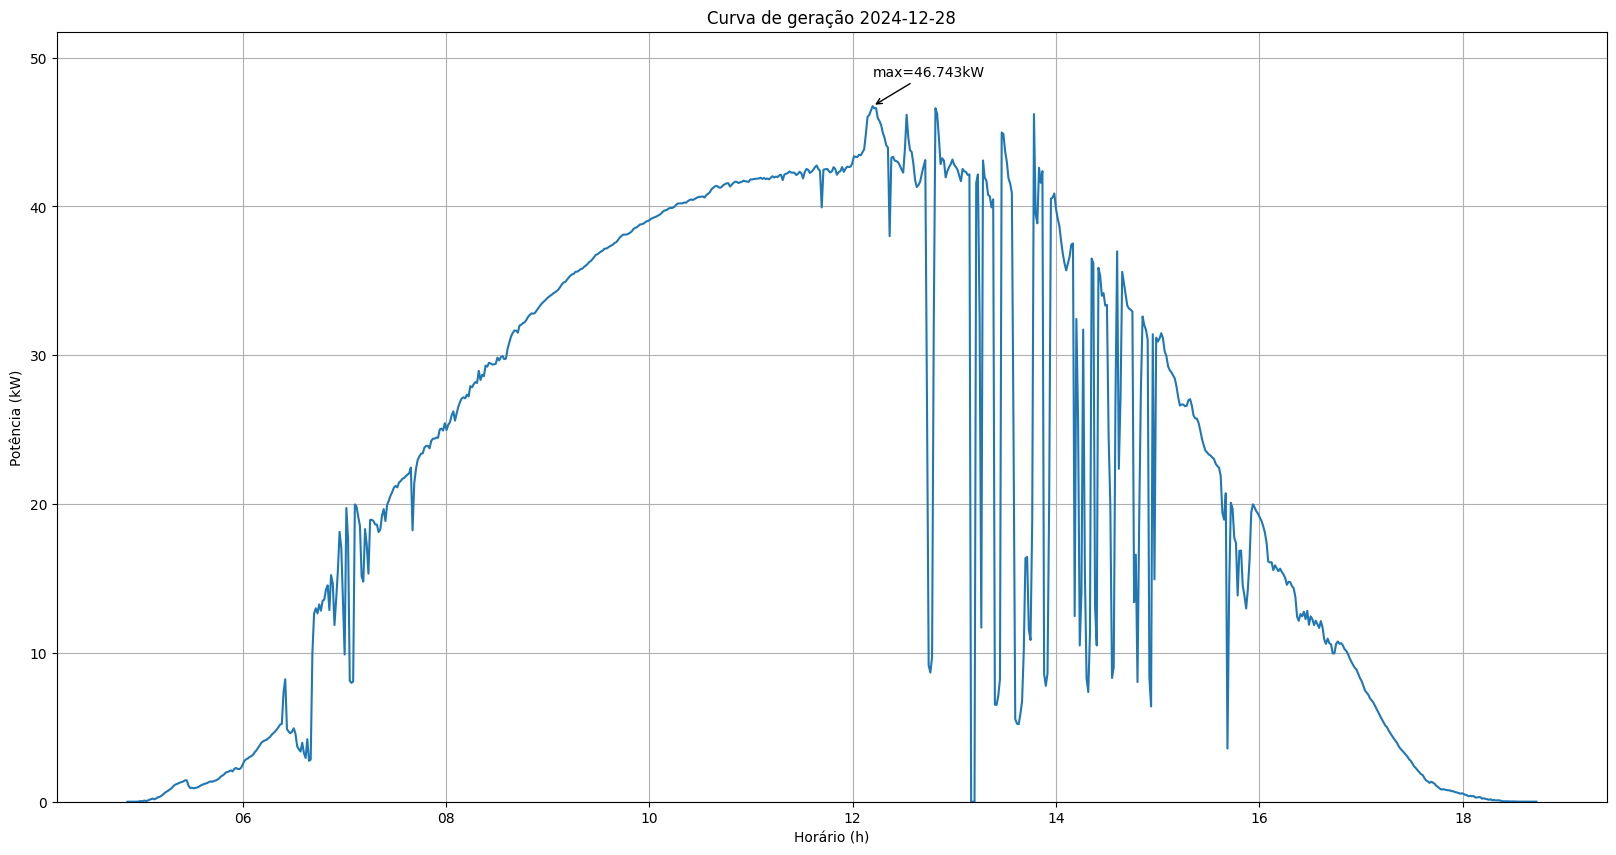 Curva de geração 2024-12-28
max=46.743kW
50
40
30
20
10
0
Potência (kW)
06 08 10 12 14 16 18
Horário (h)